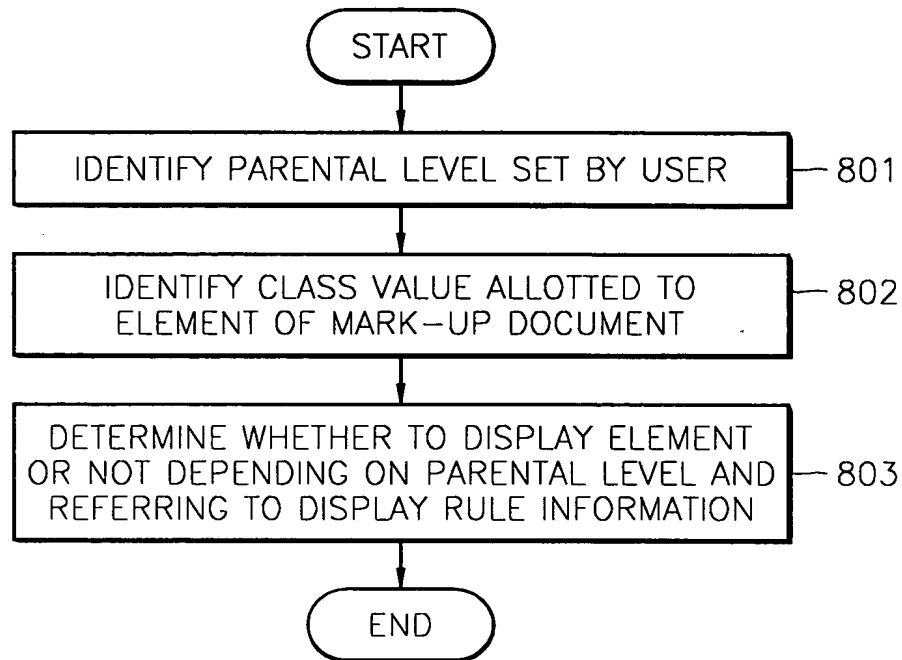 START
IDENTIFY PARENTAL LEVEL SET BY USER
801
IDENTIFY CLASS VALUE ALLOTTED TO
ELEMENT OF MARK-UP DOCUMENT
802
DETERMINE WHETHER TO DISPLAY ELEMENT
OR NOT DEPENDING ON PARENTAL LEVEL AND
REFERRING TO DISPLAY RULE INFORMATION
803
END